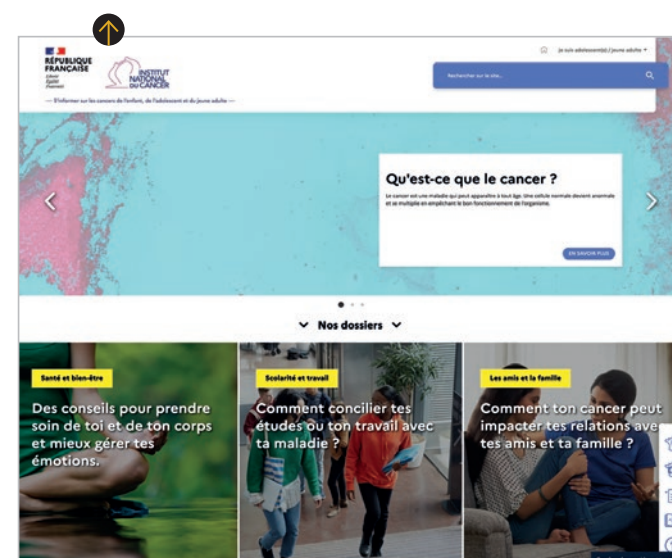 RÉPUBLIQUE
FRANÇAISE
Liberté
Égalité
Fraternité
INSTITUT
NATIONAL
DU CANCER
— S'informer sur les cancers de l'enfant, de l'adolescent et du jeune adulte —
Je suis adolescent(e) / jeune adulte
Rechercher sur le site...
Qu'est-ce que le cancer ?
Le cancer est une maladie qui peut apparaître à tout âge. Une cellule normale devient anormale
et se multiplie en empêchant le bon fonctionnement de l'organisme.
EN SAVOIR PLUS
Nos dossiers
Santé et bien-être
Des conseils pour prendre
soin de toi et de ton corps
et mieux gérer tes
émotions.
Scolarité et travail
Comment concilier tes
études ou ton travail avec
ta maladie ?
Les amis et la famille
Comment ton cancer peut
impacter tes relations avec
tes amis et ta famille ?